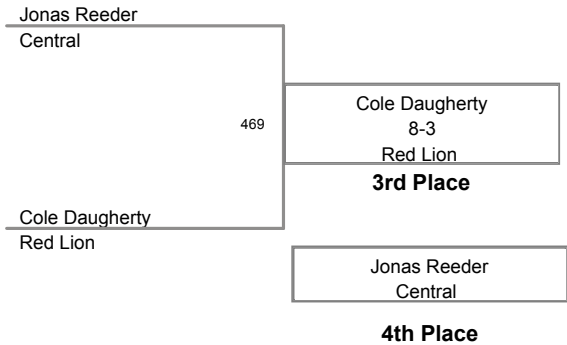 Jonas Reeder
Central
469
Cole Daugherty
8-3
Red Lion
3rd Place
Cole Daugherty
Red Lion
Jonas Reeder
Central
4th Place